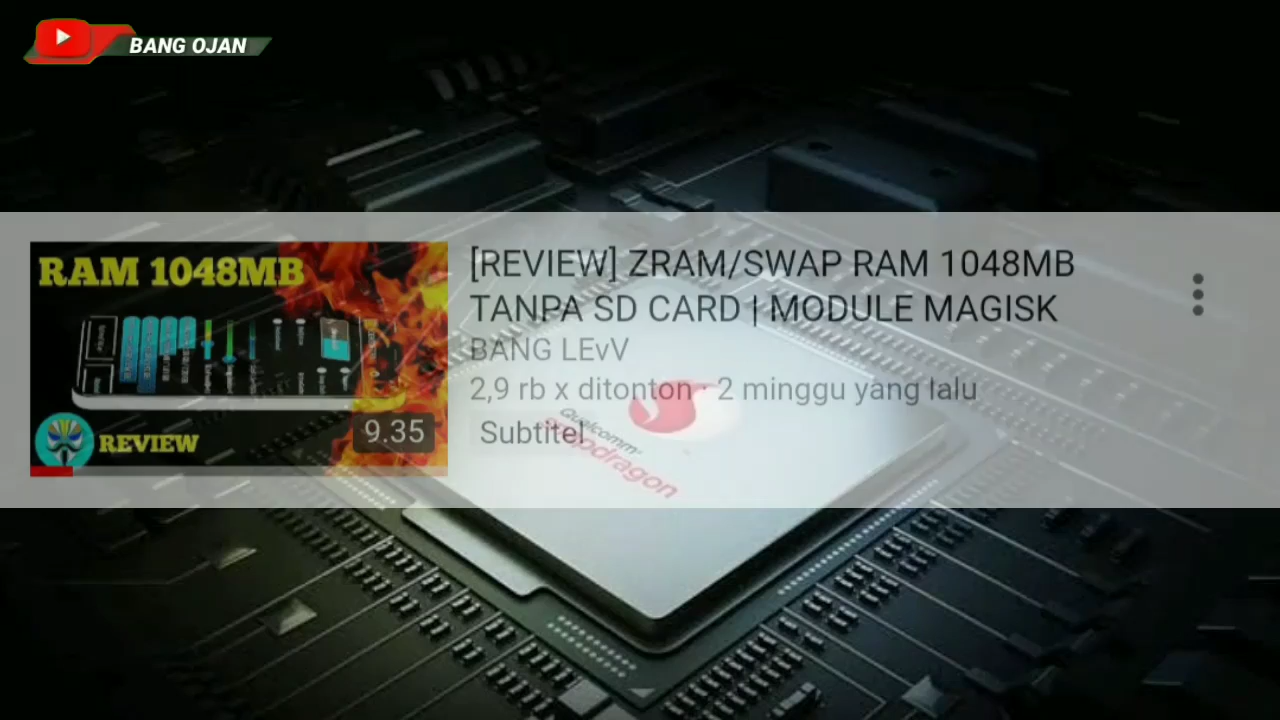 BANG OJAN
RAM 1048MB
REVIEW
9.35
[REVIEW] ZRAM/SWAP RAM 1048MB
TANPA SD CARD | MODULE MAGISK
BANG LEvV
2,9 rb x ditonton · 2 minggu yang lalu
Subtitel
Qualcomm
snapdragon